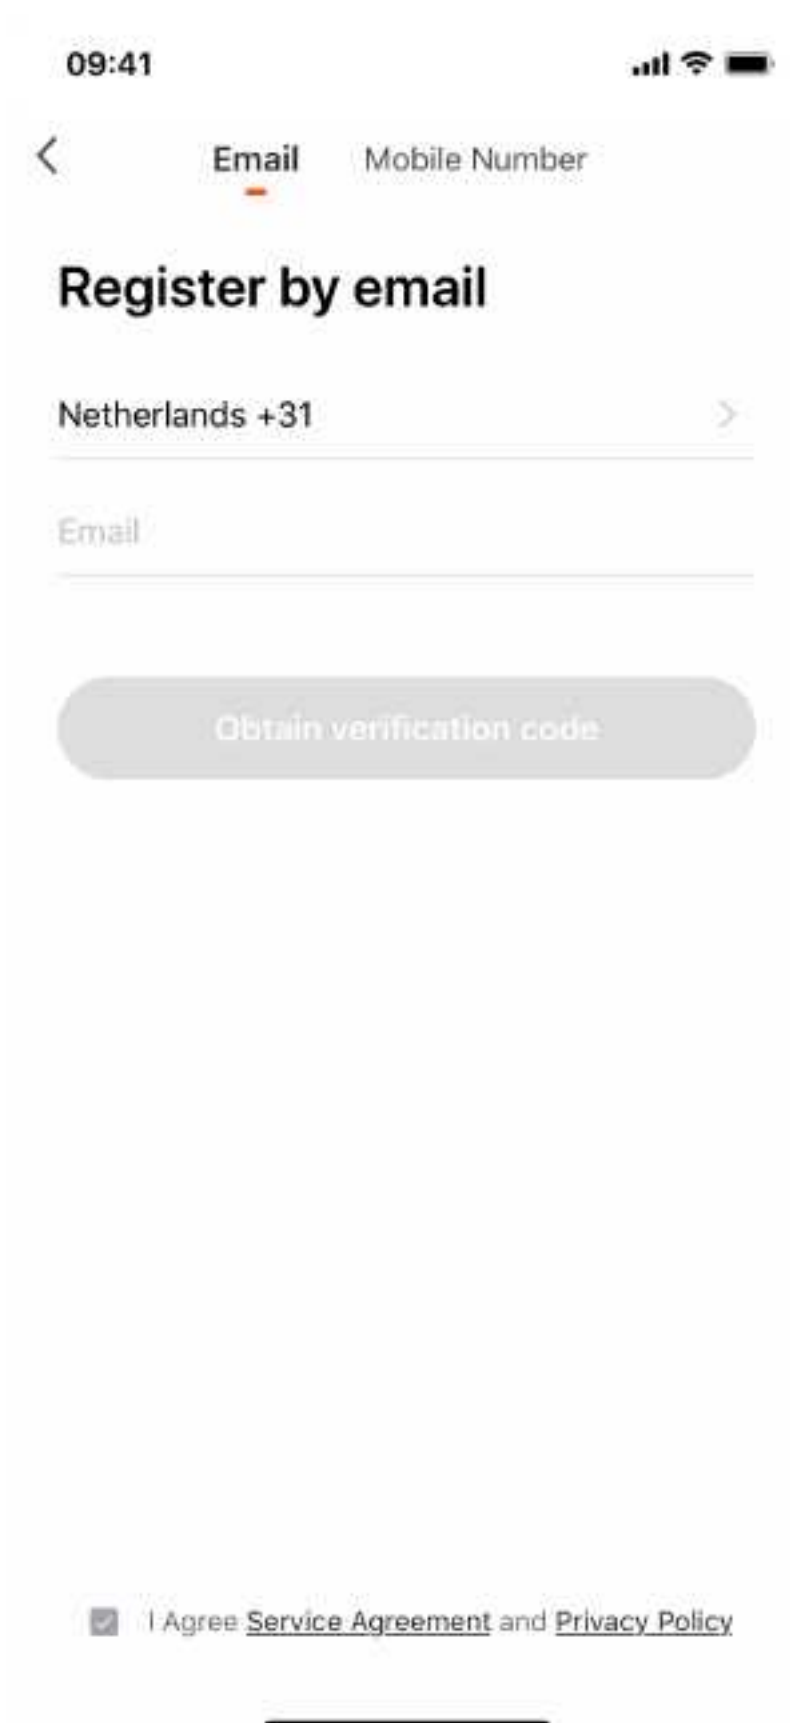 09:41
Email Mobile Number
Register by email
Netherlands +31
Email
Obtain verification code
I Agree Service Agreement and Privacy Policy